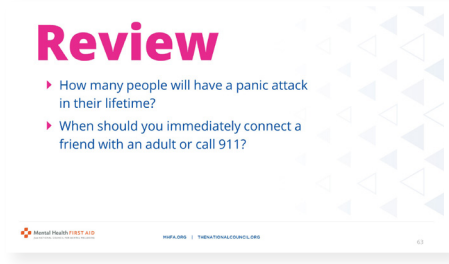 Review
How many people will have a panic attack
in their lifetime?
When should you immediately connect a
friend with an adult or call 911?
Mental Health FIRST AID
MHFA.ORG | THENATIONALCOUNCIL.ORG
63